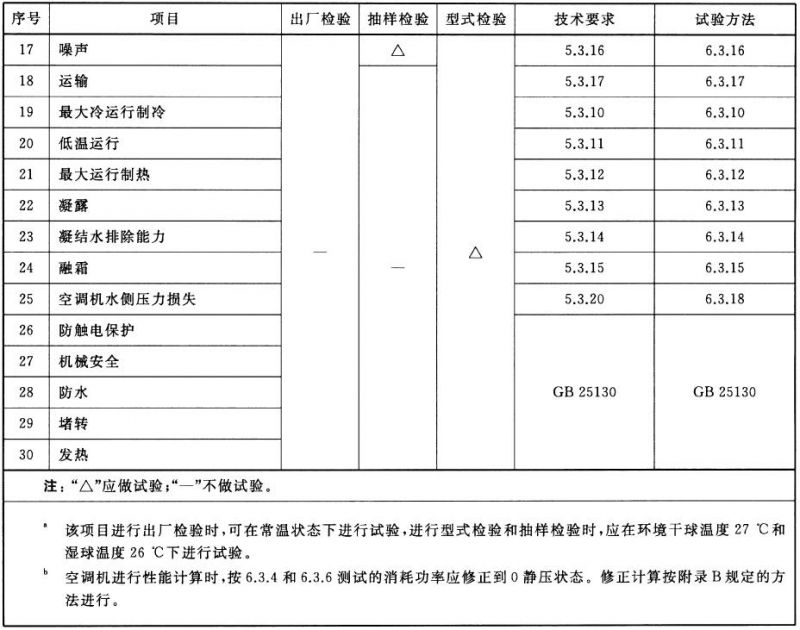 序号 项目 出厂检验 抽样检验 型式检验 技术要求 试验方法
17 噪声 — △ △ 5.3.16 6.3.16
18 运输 — 5.3.17 6.3.17
19 最大冷运行制冷 5.3.10 6.3.10
20 低温运行 5.3.11 6.3.11
21 最大运行制热 5.3.12 6.3.12
22 凝露 5.3.13 6.3.13
23 凝结水排除能力 5.3.14 6.3.14
24 融霜 5.3.15 6.3.15
25 空调机水侧压力损失 5.3.20 6.3.18
26 防触电保护 GB 25130 GB 25130
27 机械安全
28 防水
29 堵转
30 发热
注:“△”应做试验;“—”不做试验。
a 该项目进行出厂检验时,可在常温状态下进行试验,进行型式检验和抽样检验时,应在环境干球温度 27 ℃和
湿球温度 26 ℃下进行试验。
b 空调机进行性能计算时,按 6.3.4 和 6.3.6 测试的消耗功率应修正到 0 静压状态。修正计算按附录 B 规定的方
法进行。